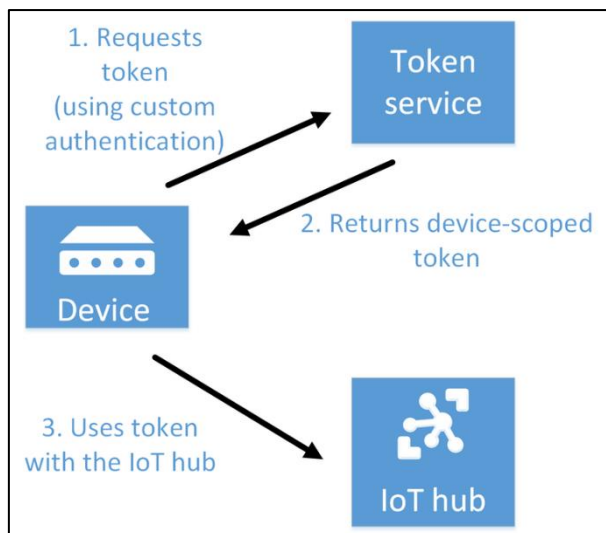 1. Requests
token
(using custom
authentication)
Token
service
2. Returns device-scoped
token
Device
3. Uses token
with the IoT hub
IoT hub